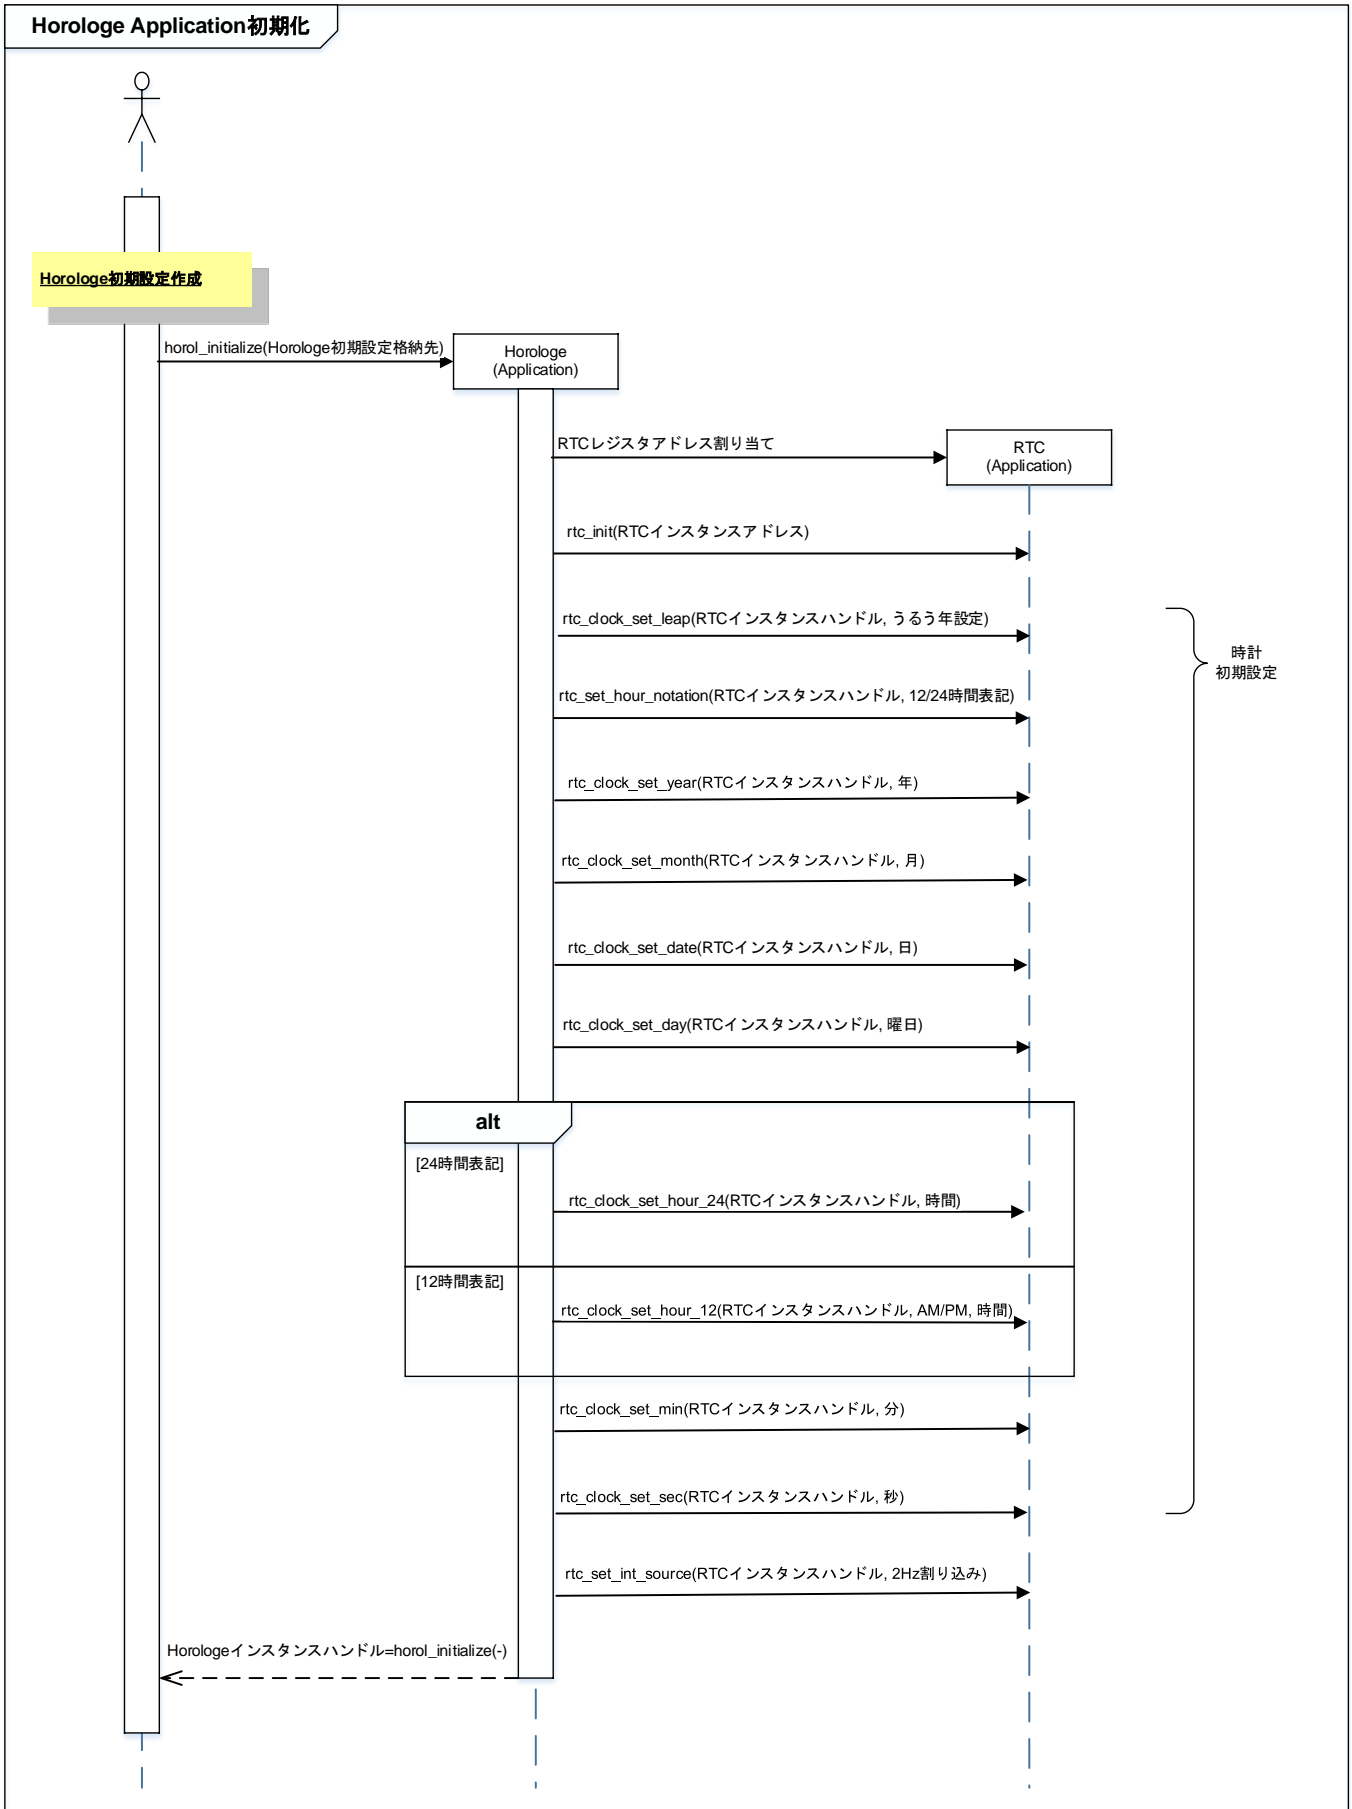 Horologe Application初期化
Horologe初期設定作成
horol_initialize(Horologe初期設定格納先)
Horologe
(Application)
RTCレジスタアドレス割り当て
RTC
(Application)
rtc_init(RTCインスタンスアドレス)
rtc_clock_set_leap(RTCインスタンスハンドル, うるう年設定)
時計
初期設定
rtc_set_hour_notation(RTCインスタンスハンドル, 12/24時間表記)
rtc_clock_set_year(RTCインスタンスハンドル, 年)
rtc_clock_set_month(RTCインスタンスハンドル, 月)
rtc_clock_set_date(RTCインスタンスハンドル, 日)
rtc_clock_set_day(RTCインスタンスハンドル, 曜日)
alt
[24時間表記]
rtc_clock_set_hour_24(RTCインスタンスハンドル, 時間)
[12時間表記]
rtc_clock_set_hour_12(RTCインスタンスハンドル, AM/PM, 時間)
rtc_clock_set_min(RTCインスタンスハンドル, 分)
rtc_clock_set_sec(RTCインスタンスハンドル, 秒)
rtc_set_int_source(RTCインスタンスハンドル, 2Hz割り込み)
Horologeインスタンスハンドル=horol_initialize(-)